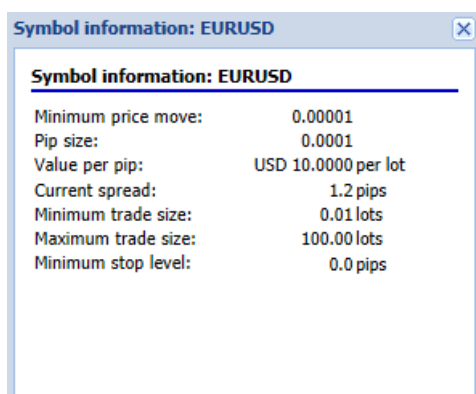 Symbol information: EURUSD
Symbol information: EURUSD
Minimum price move: 0.00001
Pip size: 0.0001
Value per pip: USD 10.0000 per lot
Current spread: 1.2 pips
Minimum trade size: 0.01 lots
Maximum trade size: 100.00 lots
Minimum stop level: 0.0 pips